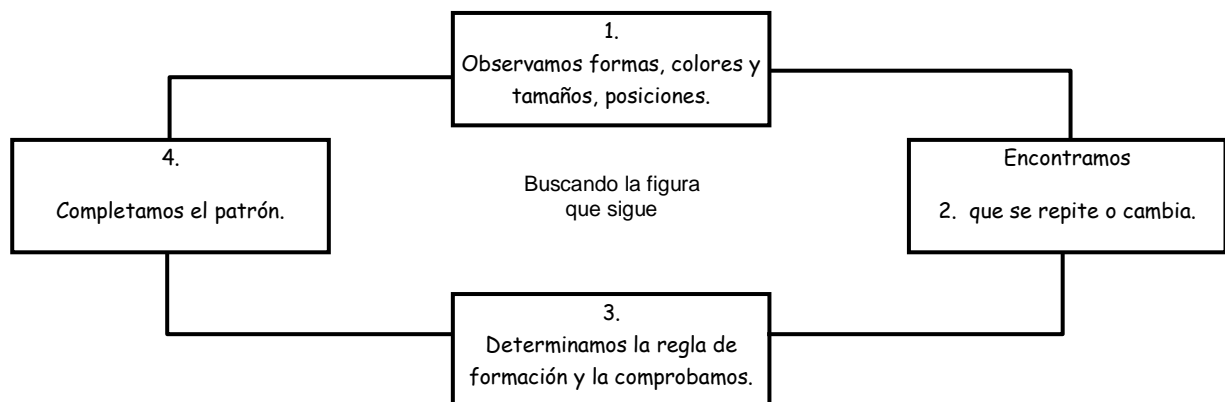 1.
Observamos formas, colores y
tamaños, posiciones.
Encontramos
2. que se repite o cambia.
3.
Determinamos la regla de
formación y la comprobamos.
4.
Completamos el patrón.
Buscando la figura
que sigue